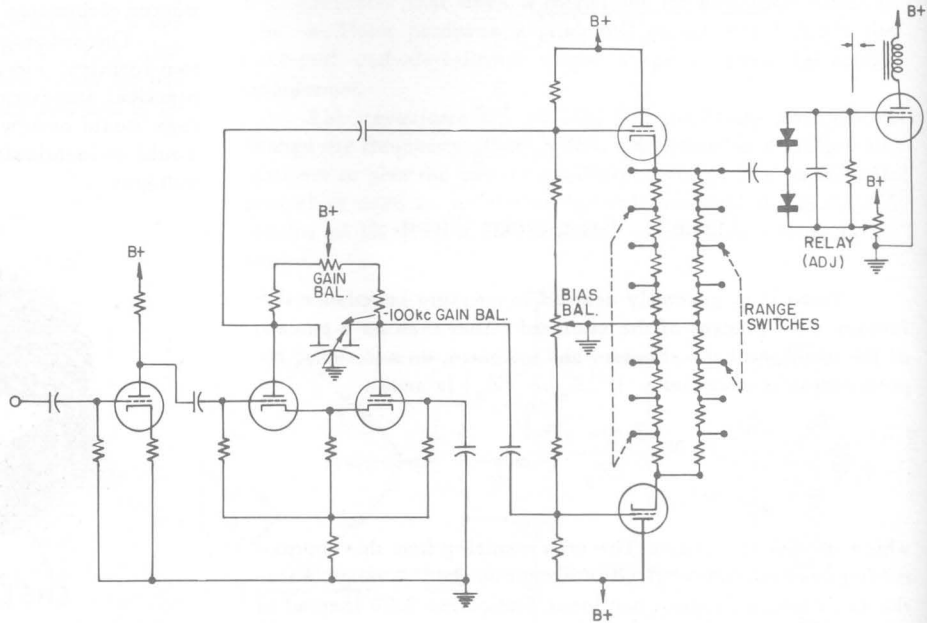 B+
B+
B+
B+
GAIN
BAL.
-100kc GAIN BAL.
BIAS
BAL.
RANGE
SWITCHES
B+
RELAY
(ADJ)
B+